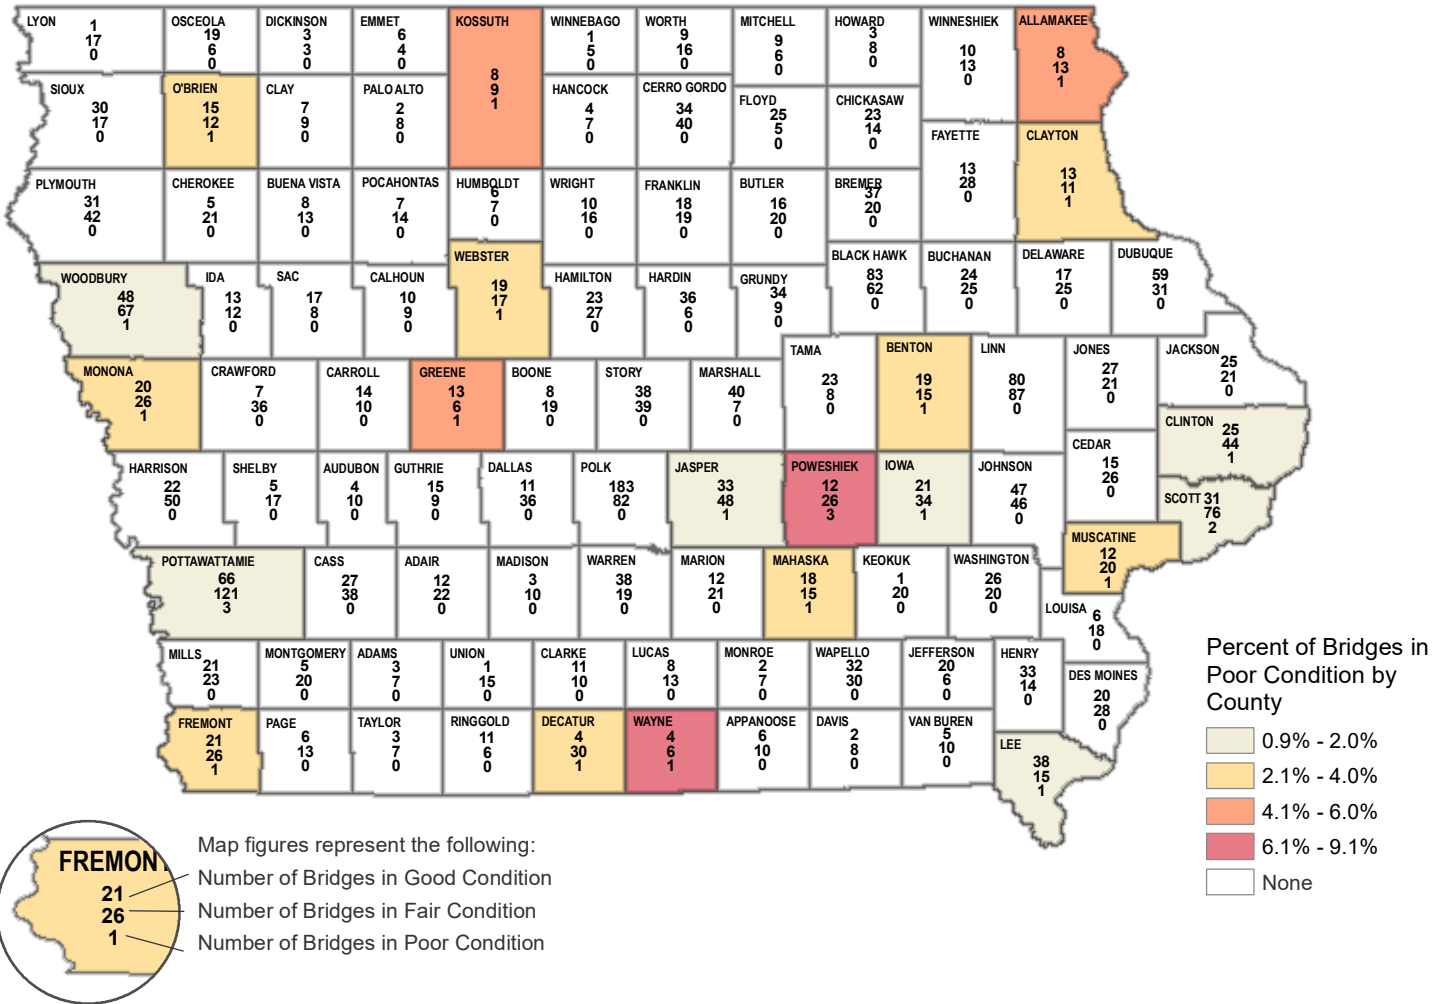 LYON
1
17
0
OSCEOLA
19
6
0
DICKINSON
3
3
0
EMMET
6
4
0
KOSSUTH
8
9
1
WINNEBAGO
1
5
0
WORTH
9
16
0
MITCHELL
9
6
0
HOWARD
3
8
0
WINNESHIEK
10
13
0
ALLAMAKEE
8
13
1
SIOUX
30
17
0
O'BRIEN
15
12
1
CLAY
7
9
0
PALO ALTO
2
8
0
HANCOCK
4
7
0
CERRO GORDO
34
40
0
FLOYD
25
5
0
CHICKASAW
23
14
0
FAYETTE
13
28
0
CLAYTON
13
11
1
PLYMOUTH
31
42
0
CHEROKEE
5
21
0
BUENA VISTA
8
13
0
POCAHONTAS
7
14
0
HUMBOLDT
6
7
0
WRIGHT
10
16
0
FRANKLIN
18
19
0
BUTLER
16
20
0
BREMER
37
20
0
WEBSTER
19
17
1
BLACK HAWK
83
62
0
BUCHANAN
24
25
0
DELAWARE
17
25
0
DUBUQUE
59
31
0
WOODBURY
48
67
1
IDA
13
12
0
SAC
17
8
0
CALHOUN
10
9
0
HAMILTON
23
27
0
HARDIN
36
6
0
GRUNDY
34
9
0
TAMA
23
8
0
BENTON
19
15
1
LINN
80
87
0
JONES
27
21
0
JACKSON
25
21
0
MONONA
20
26
1
CRAWFORD
7
36
0
CARROLL
14
10
0
GREENE
13
6
1
BOONE
8
19
0
STORY
38
39
0
MARSHALL
40
7
0
CLINTON
25
44
1
CEDAR
15
26
0
HARRISON
22
50
0
SHELBY
5
17
0
AUDUBON
4
10
0
GUTHRIE
15
9
0
DALLAS
11
36
0
POLK
183
82
0
JASPER
33
48
1
POWESHIEK
12
26
3
IOWA
21
34
1
JOHNSON
47
46
0
SCOTT 31
76
2
MUSCATINE
12
20
1
POTTAWATTAMIE
66
121
3
CASS
27
38
0
ADAIR
12
22
0
MADISON
3
10
0
WARREN
38
19
0
MARION
12
21
0
MAHASKA
18
15
1
KEOKUK
1
20
0
WASHINGTON
26
20
0
LOUISA
6
18
0
MILLS
21
23
0
MONTGOMERY
5
20
0
ADAMS
3
7
0
UNION
1
15
0
CLARKE
11
10
0
LUCAS
8
13
0
MONROE
2
7
0
WAPELLO
32
30
0
JEFFERSON
20
6
0
HENRY
33
14
0
DES MOINES
20
28
0
FREMONT
21
26
1
PAGE
6
13
0
TAYLOR
3
7
0
RINGGOLD
11
6
0
DECATUR
4
30
1
WAYNE
4
6
1
APPANOOSE
6
10
0
DAVIS
2
8
0
VAN BUREN
5
10
0
LEE
38
15
1
Percent of Bridges in
Poor Condition by
County
0.9% - 2.0%
2.1% - 4.0%
4.1% - 6.0%
6.1% - 9.1%
None
FREMONT
21
26
1
Map figures represent the following:
Number of Bridges in Good Condition
Number of Bridges in Fair Condition
Number of Bridges in Poor Condition